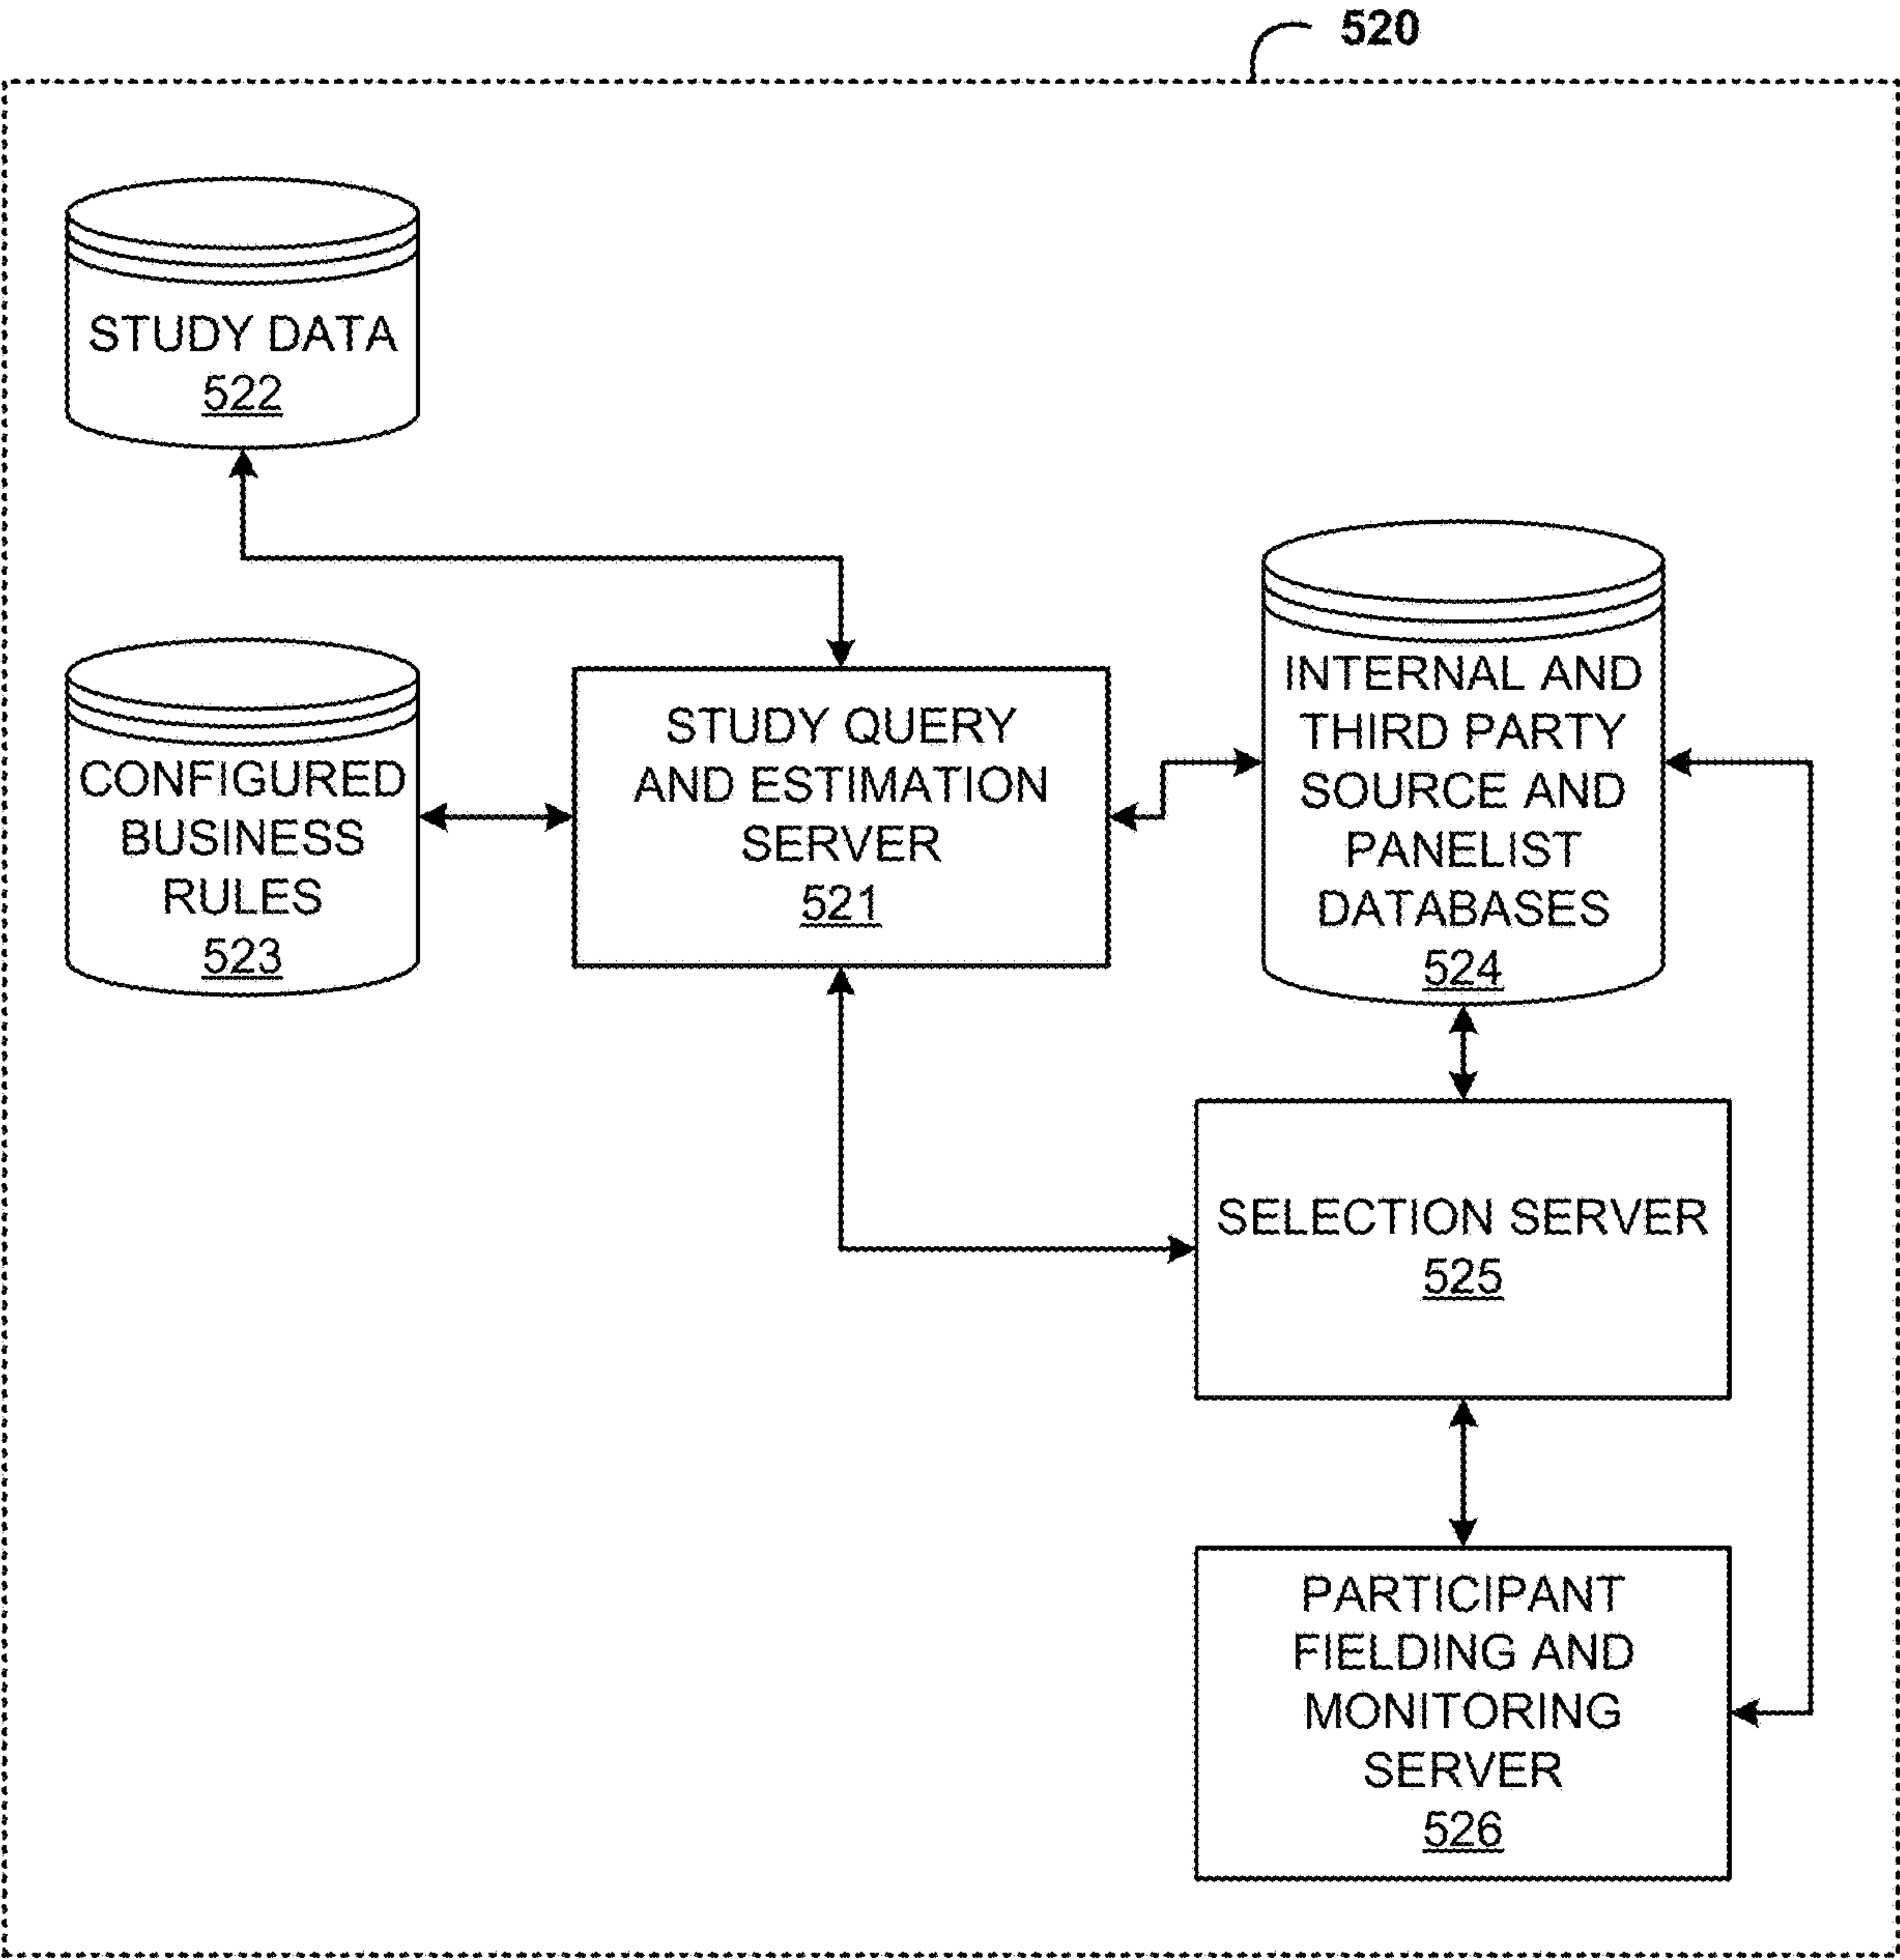 520
STUDY DATA
522
CONFIGURED
BUSINESS
RULES
523
STUDY QUERY
AND ESTIMATION
SERVER
521
INTERNAL AND
THIRD PARTY
SOURCE AND
PANELIST
DATABASES
524
SELECTION SERVER
525
PARTICIPANT
FIELDING AND
MONITORING
SERVER
526